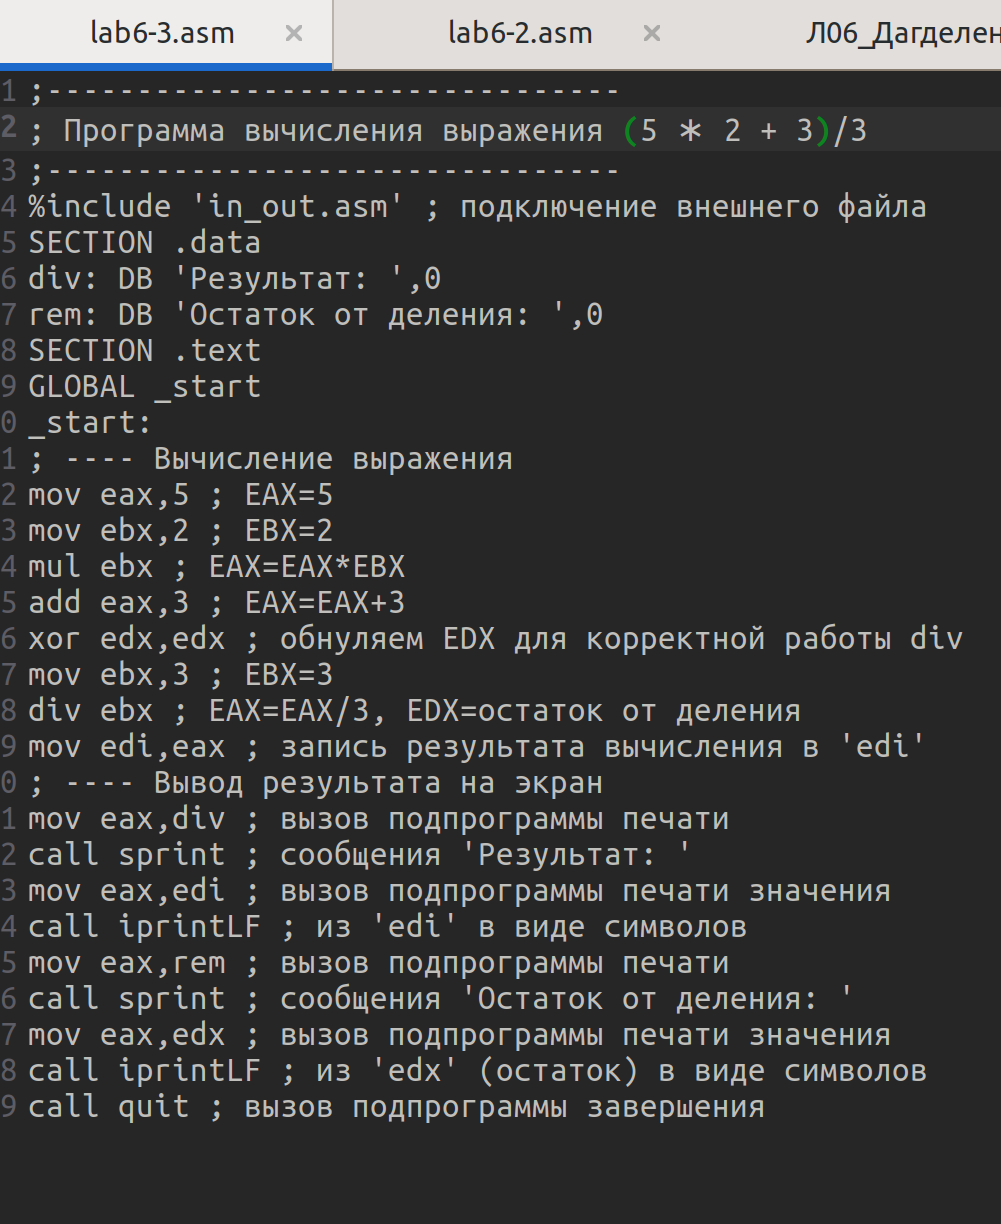 lab6-3.asm × lab6-2.asm × Л06_Дагделен
1 ;--------------------------------
2 ; Программа вычисления выражения (5 * 2 + 3)/3
3 ;--------------------------------
4 %include 'in_out.asm' ; подключение внешнего файла
5 SECTION .data
6 div: DB 'Результат: ',0
7 rem: DB 'Остаток от деления: ',0
8 SECTION .text
9 GLOBAL _start
0 _start:
1 ; ---- Вычисление выражения
2 mov eax,5 ; EAX=5
3 mov ebx,2 ; EBX=2
4 mul ebx ; EAX=EAX*EBX
5 add eax,3 ; EAX=EAX+3
6 xor edx,edx ; обнуляем EDX для корректной работы div
7 mov ebx,3 ; EBX=3
8 div ebx ; EAX=EAX/3, EDX=остаток от деления
9 mov edi,eax ; запись результата вычисления в 'edi'
0 ; ---- Вывод результата на экран
1 mov eax,div ; вызов подпрограммы печати
2 call sprint ; сообщения 'Результат: '
3 mov eax,edi ; вызов подпрограммы печати значения
4 call iprintLF ; из 'edi' в виде символов
5 mov eax,rem ; вызов подпрограммы печати
6 call sprint ; сообщения 'Остаток от деления: '
7 mov eax,edx ; вызов подпрограммы печати значения
8 call iprintLF ; из 'edx' (остаток) в виде символов
9 call quit ; вызов подпрограммы завершения